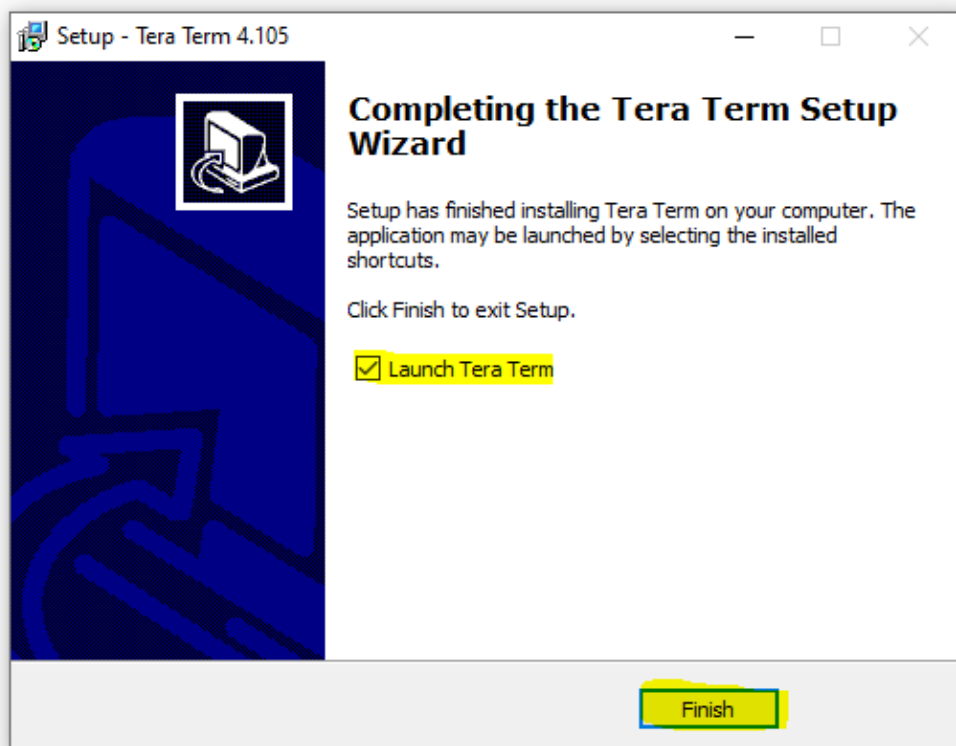 Setup - Tera Term 4.105
Completing the Tera Term Setup
Wizard
Setup has finished installing Tera Term on your computer. The
application may be launched by selecting the installed
shortcuts.
Click Finish to exit Setup.
Launch Tera Term
Finish